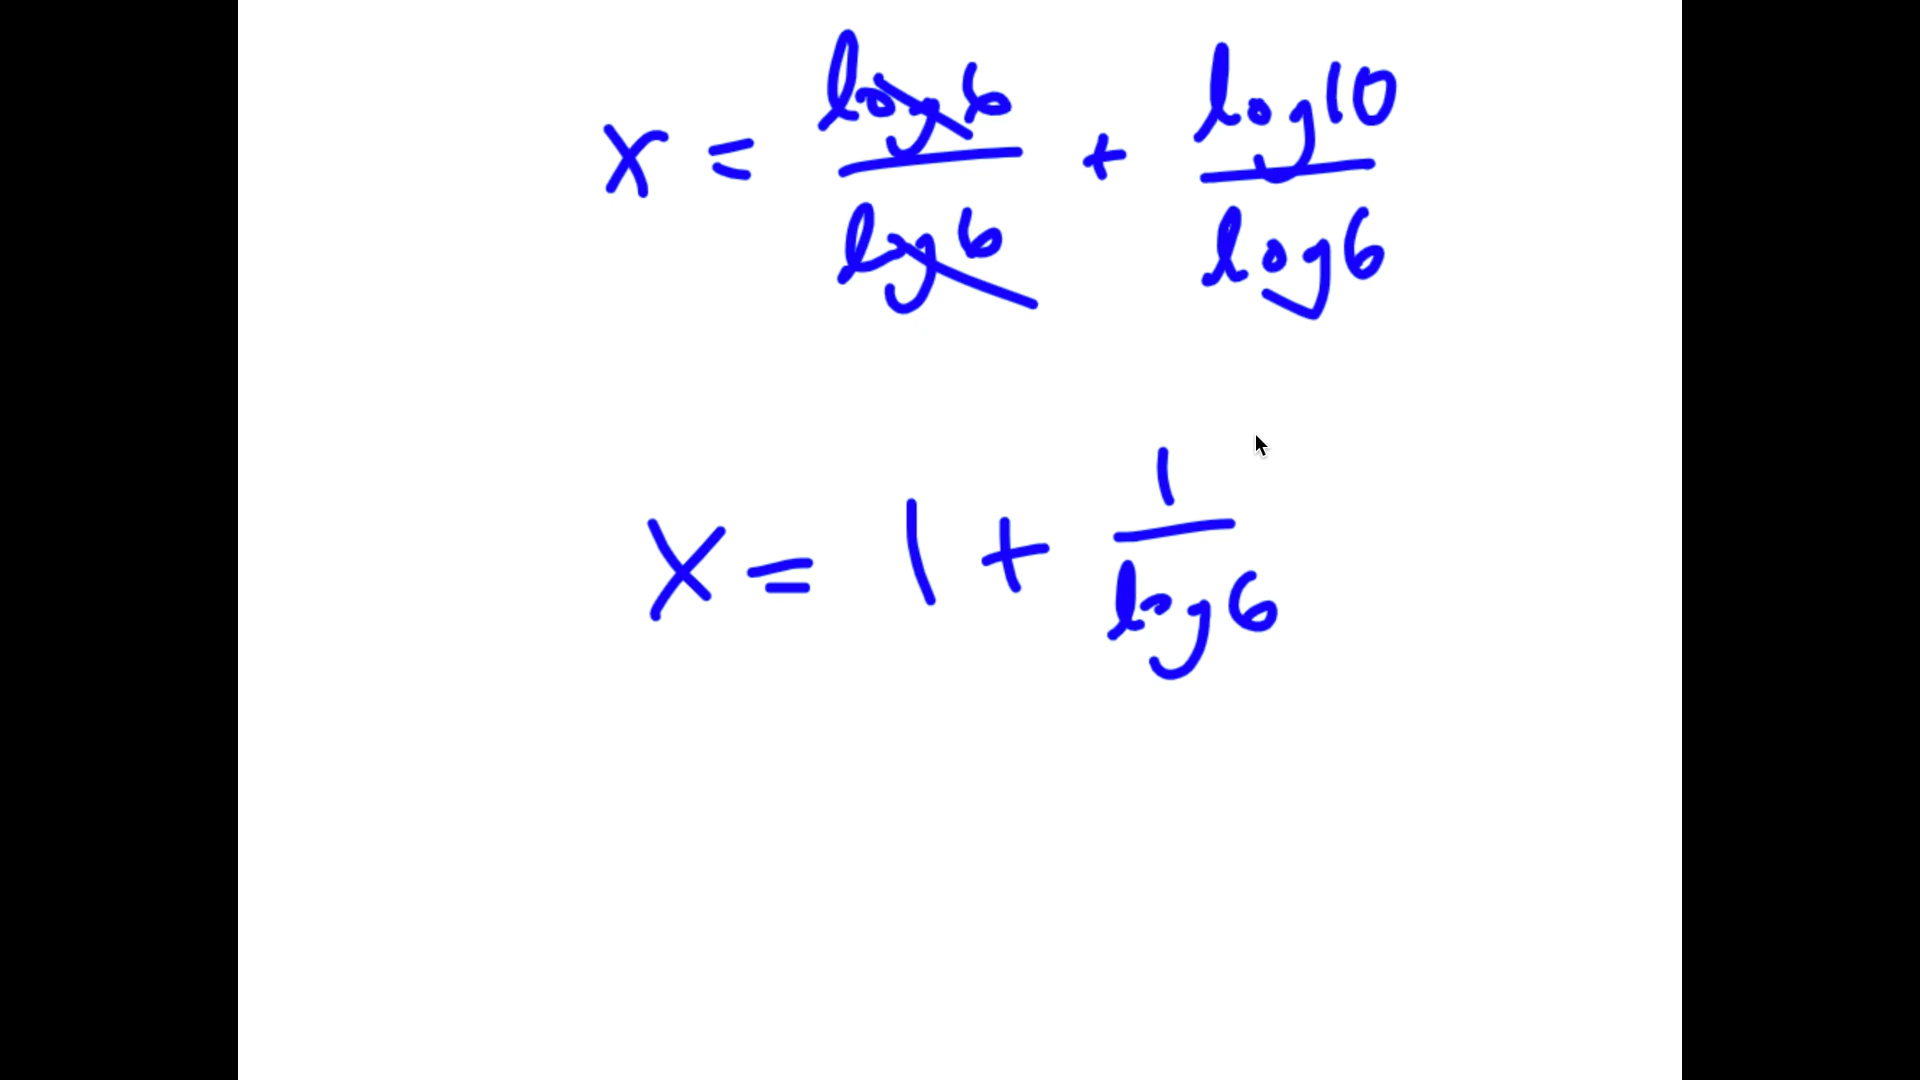 x = log6/log6 + log10/log6
x = 1 + 1/log6